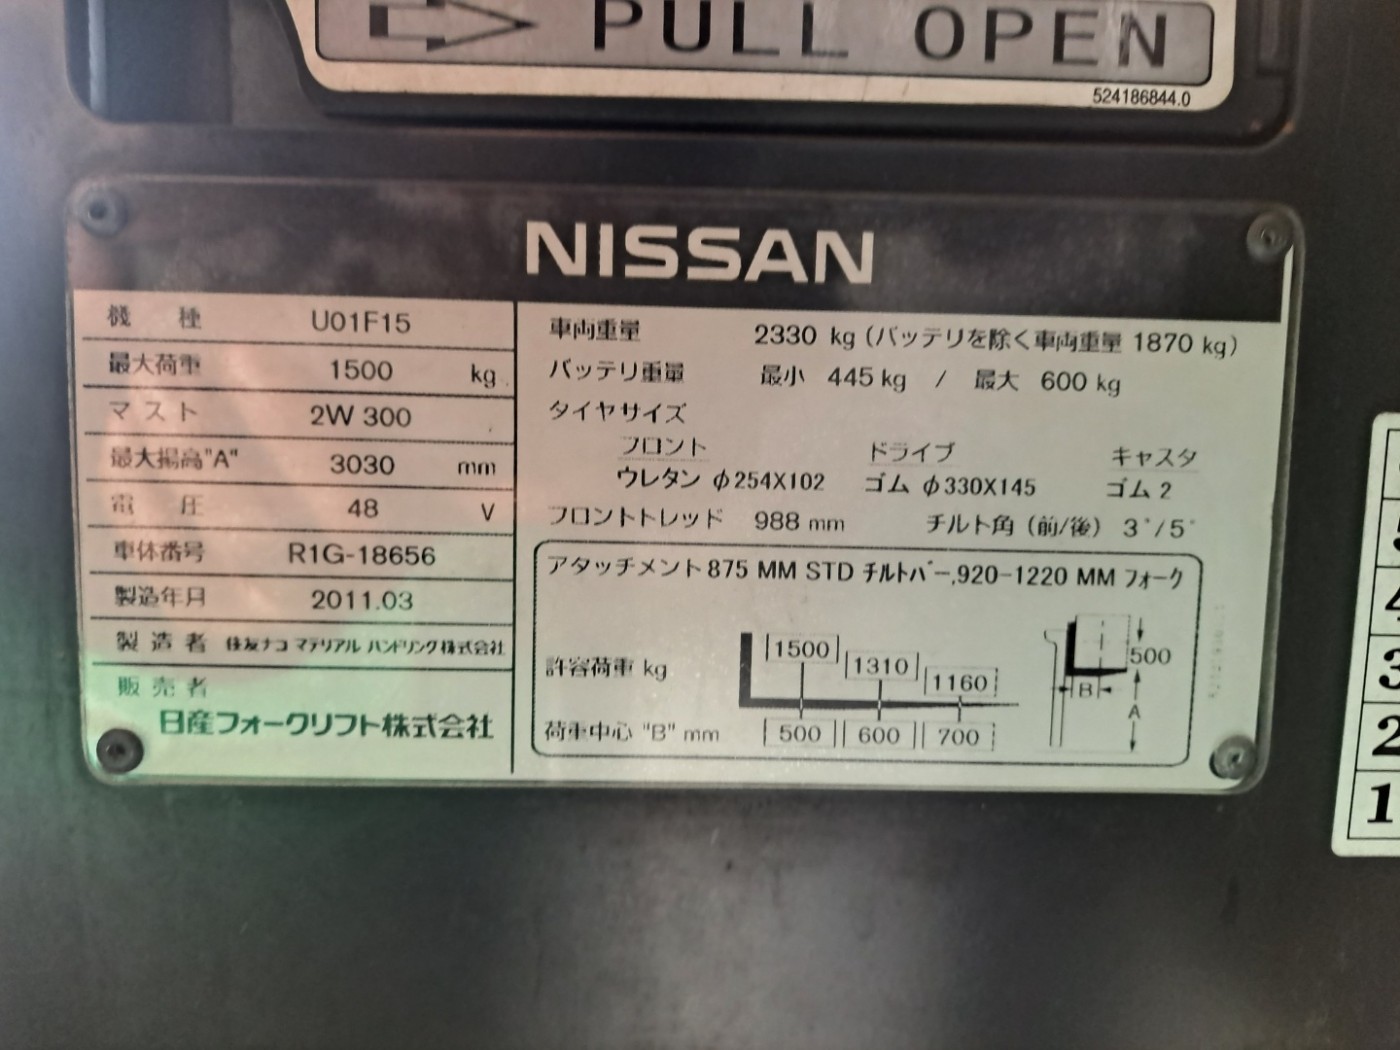 PULL OPEN
524186844.0
NISSAN
機種 U01F15
最大荷重 1500 kg
マスト 2W 300
最大揚高"A" 3030 mm
電圧 48 V
車体番号 R1G-18656
製造年月 2011.03
製造者 住友ナコ マテリアル ハンドリング株式会社
販売者
日産フォークリフト株式会社
車両重量 2330 kg (バッテリを除く車両重量 1870 kg)
バッテリ重量 最小 445 kg / 最大 600 kg
タイヤサイズ
フロント ドライブ キャスタ
ウレタン φ254X102 ゴム φ330X145 ゴム 2
フロントトレッド 988 mm チルト角 (前/後) 3°/5°
アタッチメント 875 MM STD チルトバー,920-1220 MM フォーク
許容荷重 kg 1500 1310 1160
荷重中心 "B" mm 500 600 700
500
B
A
5
4
3
2
1